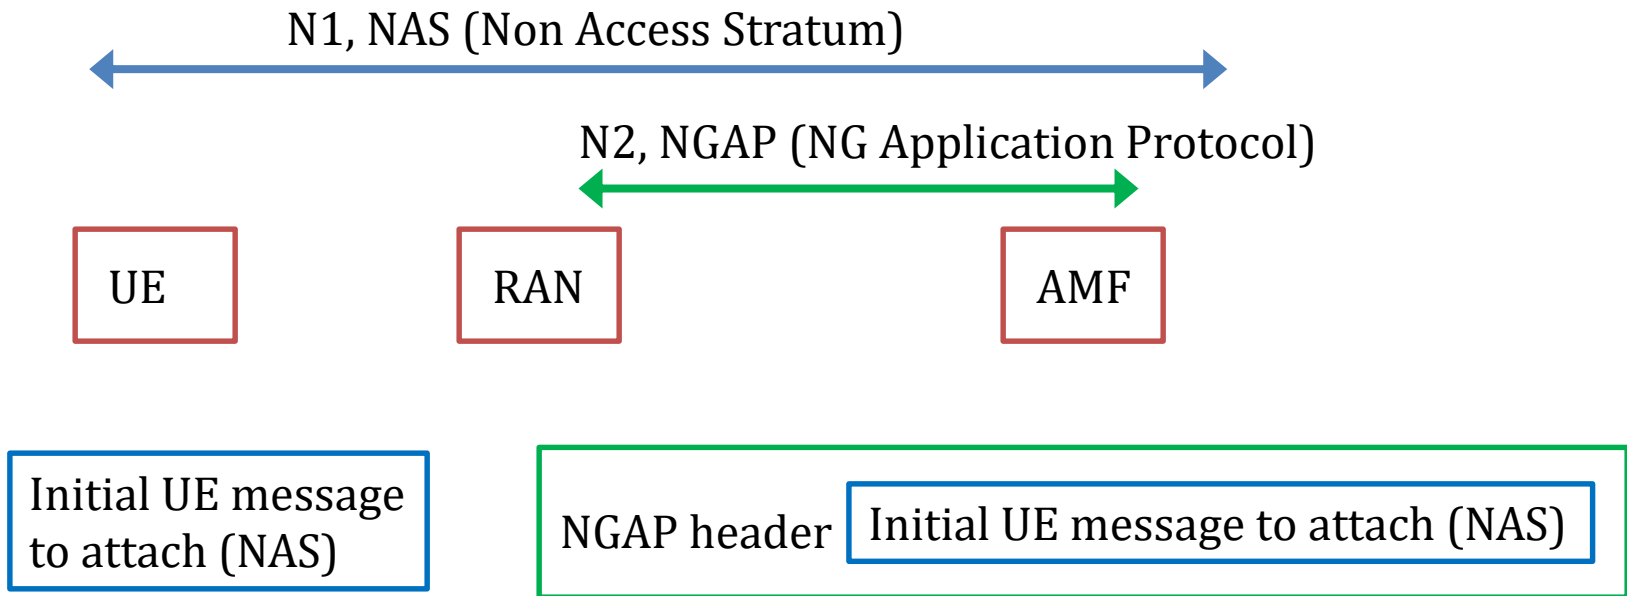 N1, NAS (Non Access Stratum)
N2, NGAP (NG Application Protocol)
UE
RAN
AMF
Initial UE message
to attach (NAS)
NGAP header
Initial UE message to attach (NAS)